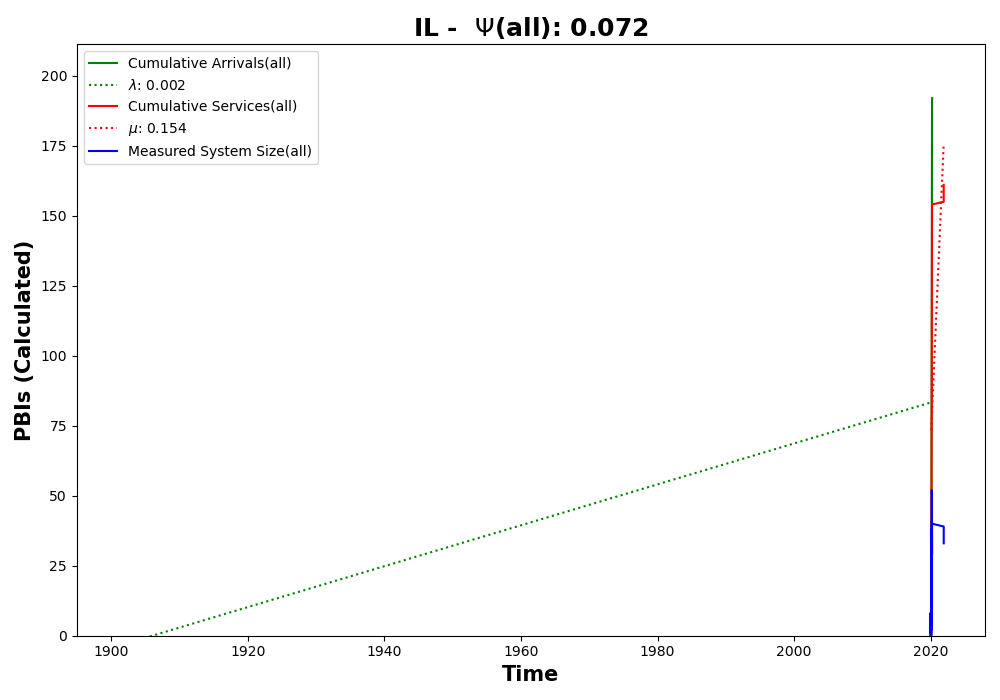 IL - Ψ(all): 0.072
Cumulative Arrivals(all)
λ: 0.002
Cumulative Services(all)
μ: 0.154
Measured System Size(all)
PBIs (Calculated)
200
175
150
125
100
75
50
25
0
1900 1920 1940 1960 1980 2000 2020
Time